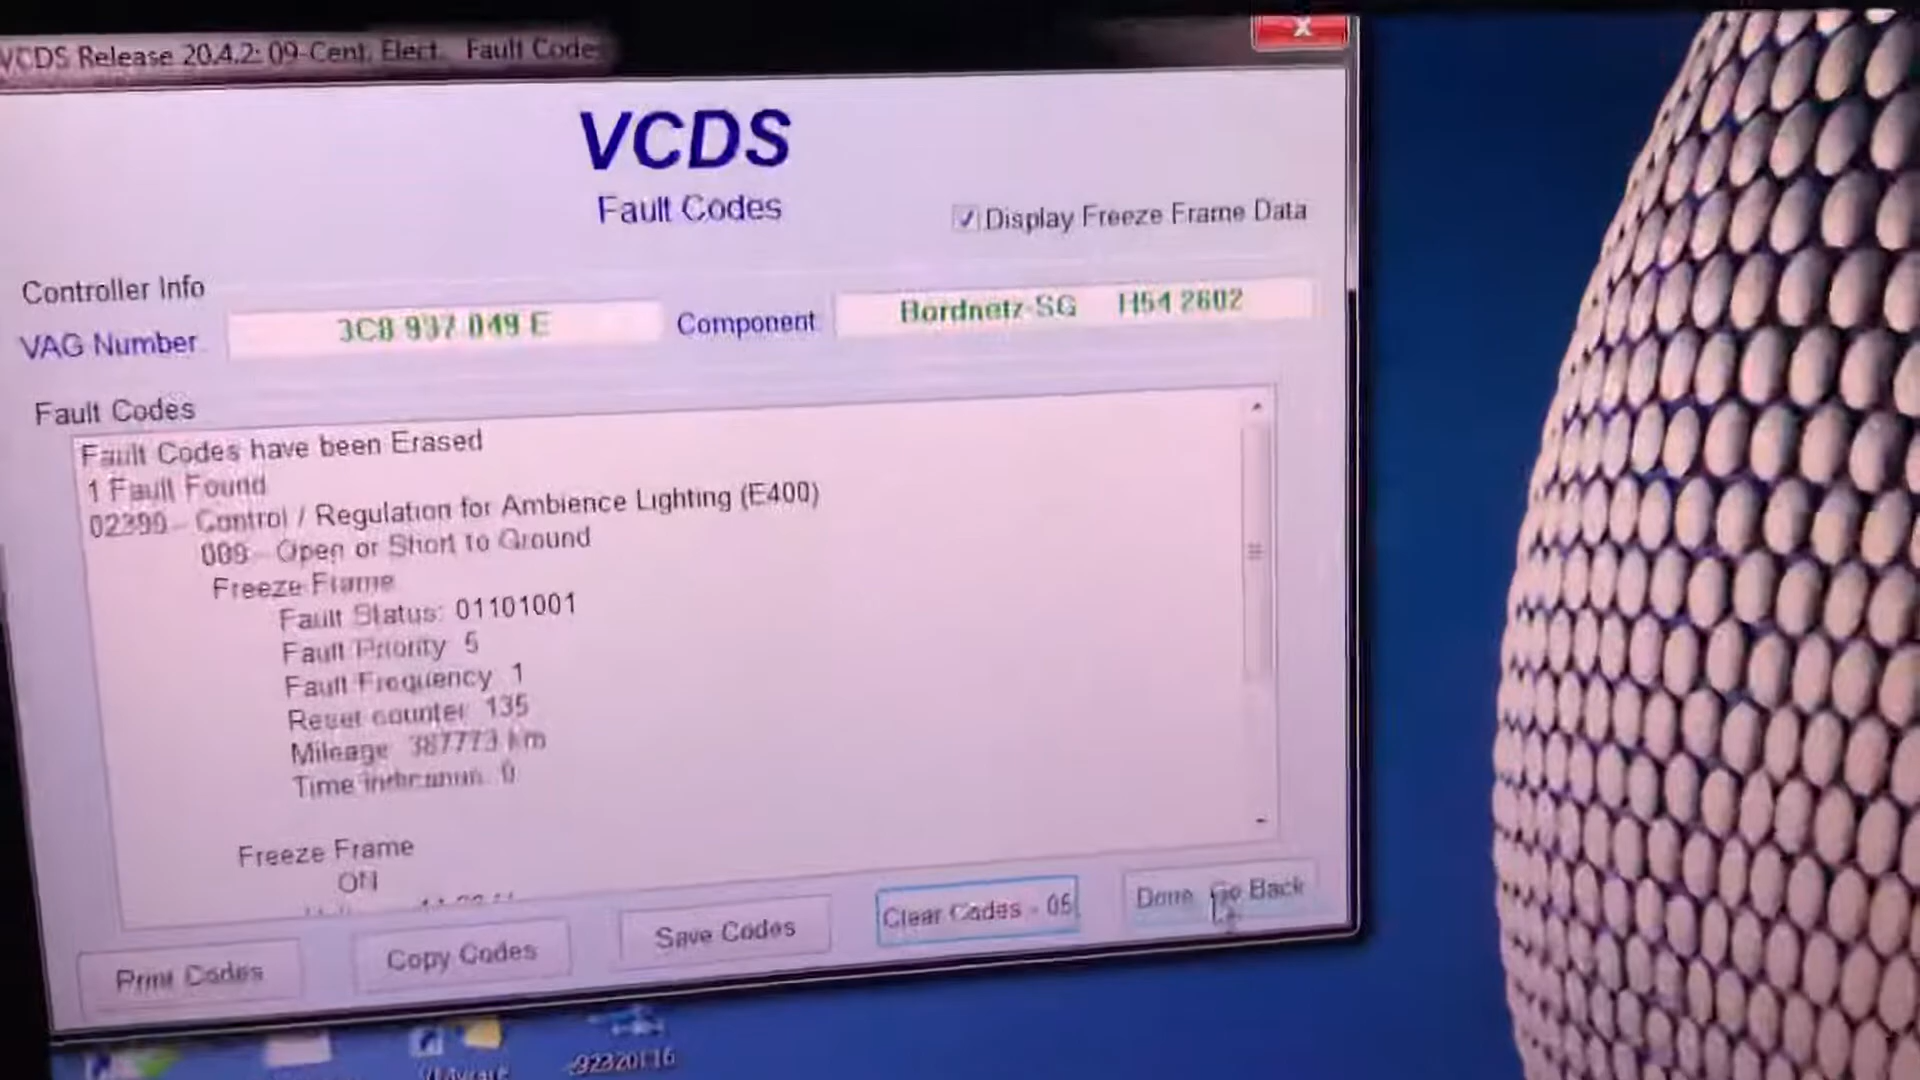 VCDS Release 20.4.2: 09-Cent. Elect. Fault Codes
VCDS
Fault Codes
Display Freeze Frame Data
Controller Info
VAG Number
3C8 937 049 E
Component
Bordnetz-SG H54 2602
Fault Codes
Fault Codes have been Erased
1 Fault Found
02399 - Control / Regulation for Ambience Lighting (E400)
009 - Open or Short to Ground
Freeze Frame
Fault Status: 01101001
Fault Priority 5
Fault Frequency 1
Reset counter 135
Mileage 387773 km
Time indication 0
Freeze Frame
ON
Print Codes
Copy Codes
Save Codes
Clear Codes - 05
Done, Go Back